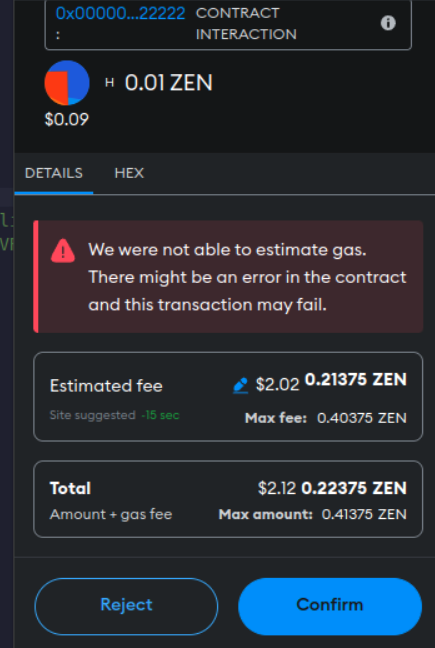 0x00000...22222 CONTRACT
: INTERACTION
H 0.01 ZEN
$0.09
DETAILS HEX
We were not able to estimate gas.
There might be an error in the contract
and this transaction may fail.
Estimated fee $2.02 0.21375 ZEN
Site suggested -15 sec Max fee: 0.40375 ZEN
Total $2.12 0.22375 ZEN
Amount + gas fee Max amount: 0.41375 ZEN
Reject Confirm